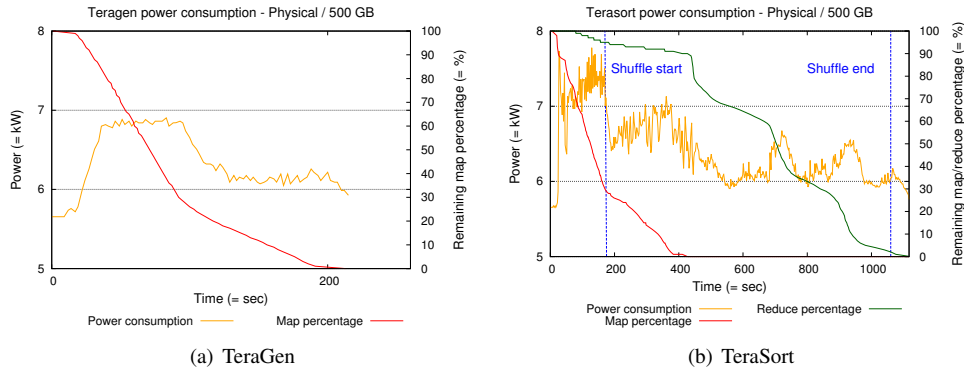 Teragen power consumption - Physical / 500 GB
8
7
6
5
Power (= kW)
100
90
80
70
60
50
40
30
20
10
0
Remaining map percentage (= %)
0
200
Time (= sec)
Power consumption
Map percentage
(a) TeraGen
Terasort power consumption - Physical / 500 GB
8
7
6
5
Power (= kW)
Shuffle start
Shuffle end
100
90
80
70
60
50
40
30
20
10
0
Remaining map/reduce percentage (= %)
0
200
400
600
800
1000
Time (= sec)
Power consumption
Reduce percentage
Map percentage
(b) TeraSort